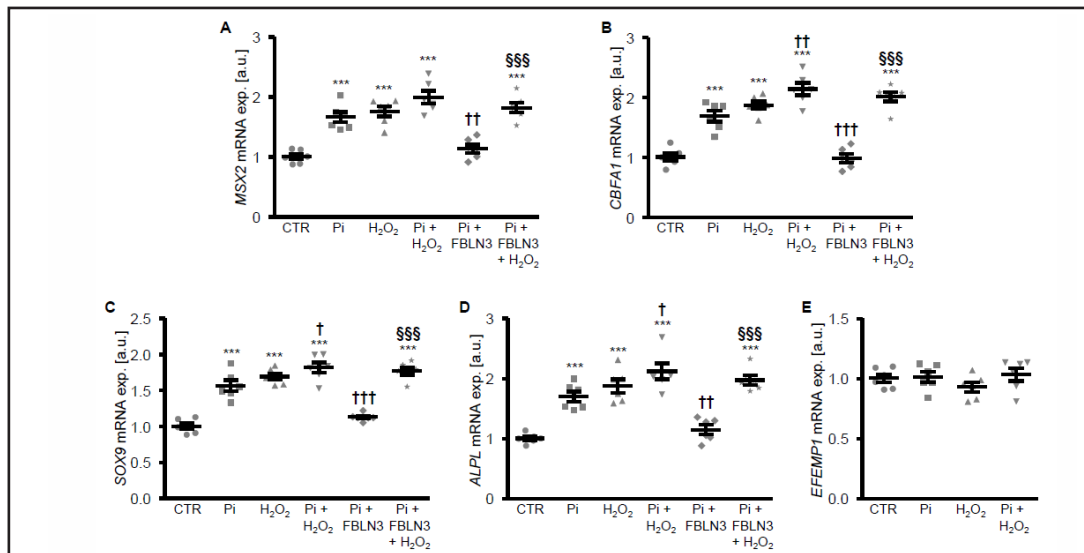 A
MSX2 mRNA exp. [a.u.]
3
2
1
0
***
***
***
††
§§§
***
CTR
Pi
H₂O₂
Pi +
H₂O₂
Pi +
FBLN3
Pi +
FBLN3
+ H₂O₂
B
CBFA1 mRNA exp. [a.u.]
3
2
1
0
***
***
††
***
†††
§§§
***
CTR
Pi
H₂O₂
Pi +
H₂O₂
Pi +
FBLN3
Pi +
FBLN3
+ H₂O₂
C
SOX9 mRNA exp. [a.u.]
2.5
2.0
1.5
1.0
0.5
0.0
***
***
†
***
†††
§§§
***
CTR
Pi
H₂O₂
Pi +
H₂O₂
Pi +
FBLN3
Pi +
FBLN3
+ H₂O₂
D
ALPL mRNA exp. [a.u.]
3
2
1
0
***
***
†
***
††
§§§
***
CTR
Pi
H₂O₂
Pi +
H₂O₂
Pi +
FBLN3
Pi +
FBLN3
+ H₂O₂
E
EFEMP1 mRNA exp. [a.u.]
1.5
1.0
0.5
0.0
CTR
Pi
H₂O₂
Pi +
H₂O₂